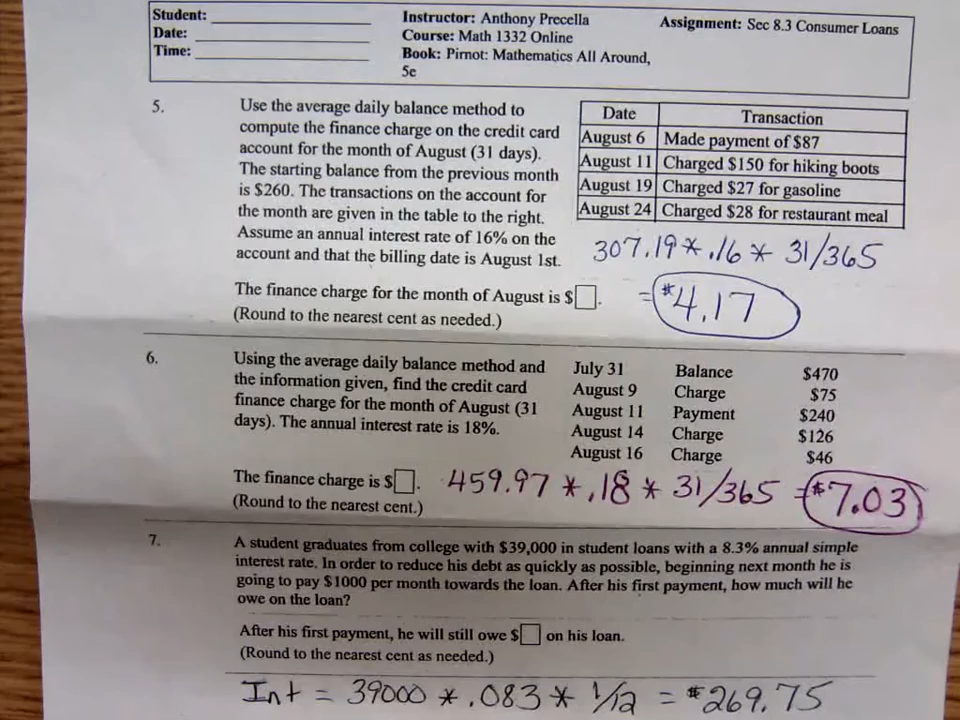 Student: Instructor: Anthony Precella Assignment: Sec 8.3 Consumer Loans
Date: Course: Math 1332 Online
Time: Book: Pirnot: Mathematics All Around,
5e
5.
Use the average daily balance method to
compute the finance charge on the credit card
account for the month of August (31 days).
The starting balance from the previous month
is $260. The transactions on the account for
the month are given in the table to the right.
Assume an annual interest rate of 16% on the
account and that the billing date is August 1st.
Date Transaction
August 6 Made payment of $87
August 11 Charged $150 for hiking boots
August 19 Charged $27 for gasoline
August 24 Charged $28 for restaurant meal
307.19 * .16 * 31/365
= $4.17
The finance charge for the month of August is $ .
(Round to the nearest cent as needed.)
6.
Using the average daily balance method and
the information given, find the credit card
finance charge for the month of August (31
days). The annual interest rate is 18%.
July 31 Balance $470
August 9 Charge $75
August 11 Payment $240
August 14 Charge $126
August 16 Charge $46
The finance charge is $ .
(Round to the nearest cent.)
459.97 * .18 * 31/365 = $7.03
7.
A student graduates from college with $39,000 in student loans with a 8.3% annual simple
interest rate. In order to reduce his debt as quickly as possible, beginning next month he is
going to pay $1000 per month towards the loan. After his first payment, how much will he
owe on the loan?
After his first payment, he will still owe $ on his loan.
(Round to the nearest cent as needed.)
Int = 39000 * .083 * 1/12 = $269.75